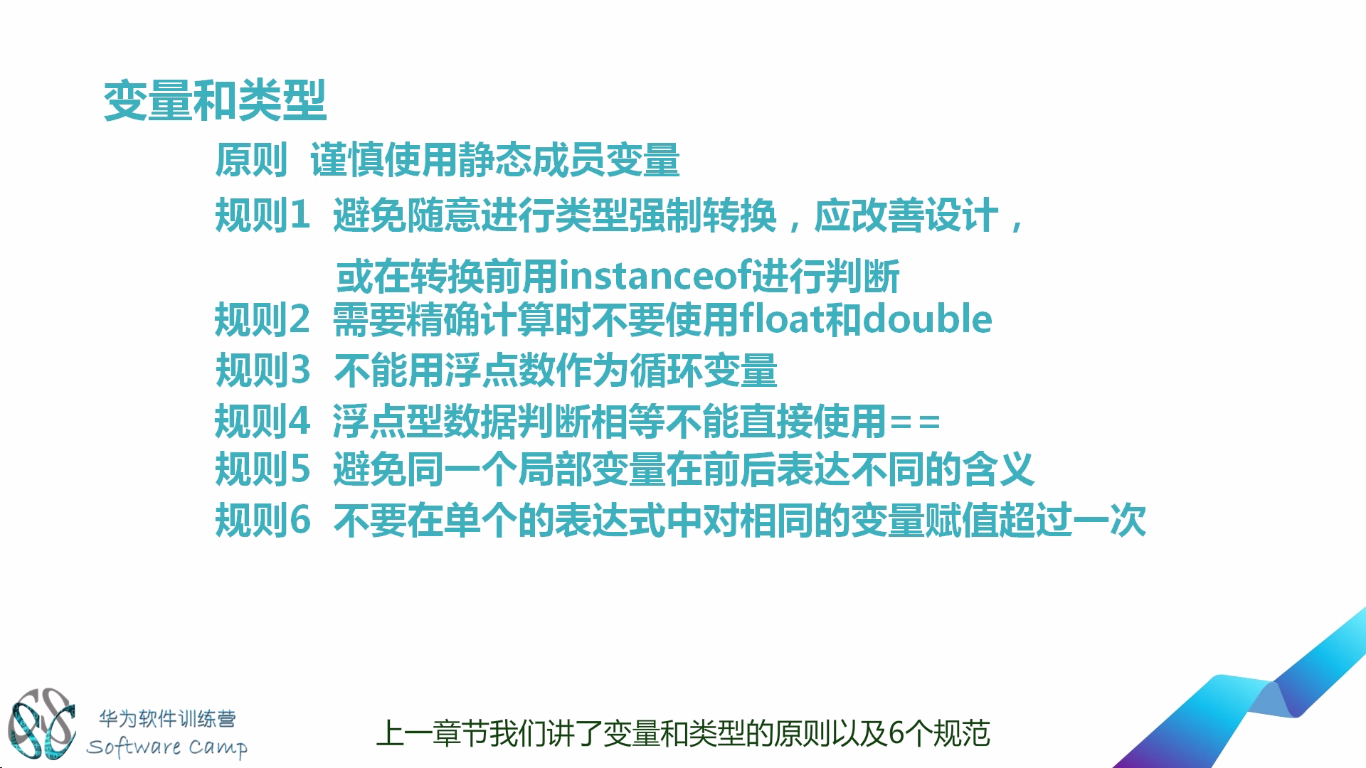 变量和类型
原则 谨慎使用静态成员变量
规则1 避免随意进行类型强制转换，应改善设计，
或在转换前用instanceof进行判断
规则2 需要精确计算时不要使用float和double
规则3 不能用浮点数作为循环变量
规则4 浮点型数据判断相等不能直接使用==
规则5 避免同一个局部变量在前后表达不同的含义
规则6 不要在单个的表达式中对相同的变量赋值超过一次
华为软件训练营
Software Camp
上一章节我们讲了变量和类型的原则以及6个规范